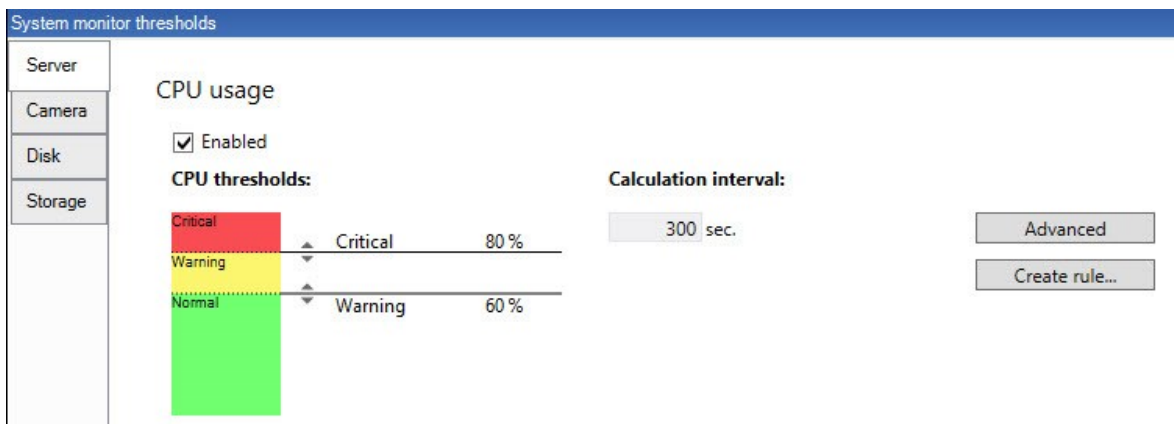 System monitor thresholds
Server
Camera
Disk
Storage
CPU usage
Enabled
CPU thresholds:
Critical
Warning
Normal
Critical 80 %
Warning 60 %
Calculation interval:
300 sec.
Advanced
Create rule...